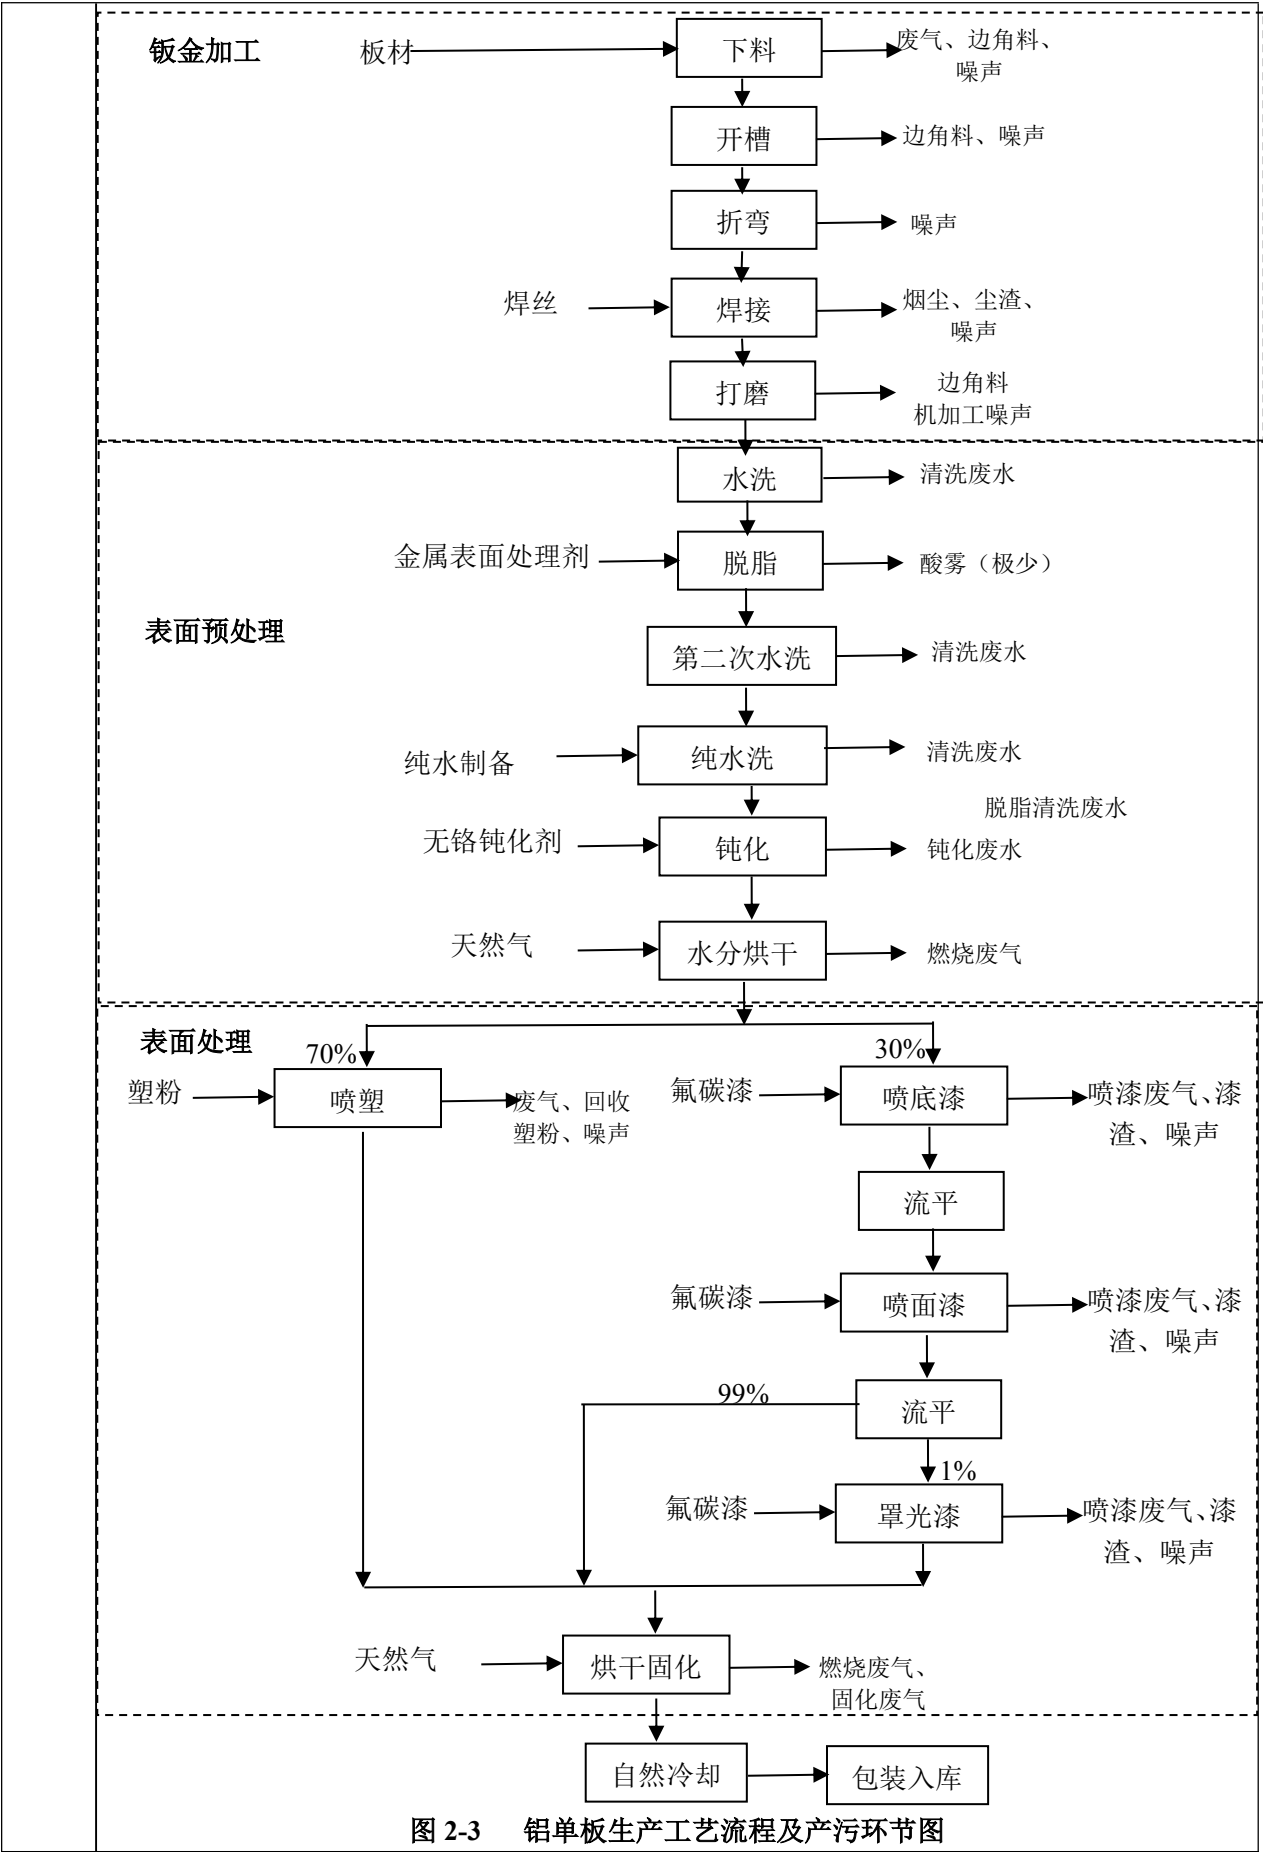 钣金加工
板材
下料
废气、边角料、
噪声
开槽
边角料、噪声
折弯
噪声
焊丝
焊接
烟尘、尘渣、
噪声
打磨
边角料
机加工噪声
水洗
清洗废水
金属表面处理剂
脱脂
酸雾（极少）
表面预处理
第二次水洗
清洗废水
纯水制备
纯水洗
清洗废水
脱脂清洗废水
无铬钝化剂
钝化
钝化废水
天然气
水分烘干
燃烧废气
表面处理
70%
30%
塑粉
喷塑
废气、回收
塑粉、噪声
氟碳漆
喷底漆
喷漆废气、漆
渣、噪声
流平
氟碳漆
喷面漆
喷漆废气、漆
渣、噪声
99%
流平
1%
氟碳漆
罩光漆
喷漆废气、漆
渣、噪声
天然气
烘干固化
燃烧废气、
固化废气
自然冷却
包装入库
图 2-3 铝单板生产工艺流程及产污环节图